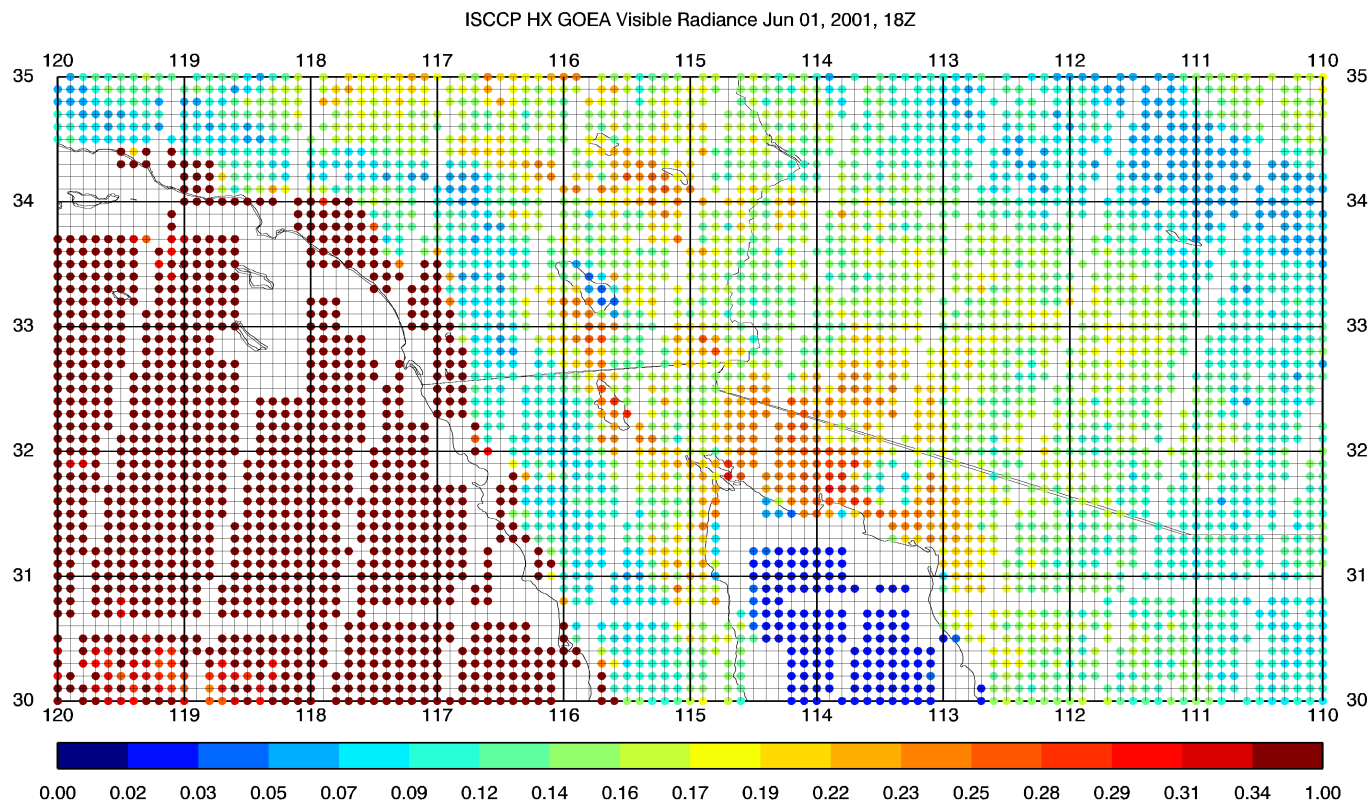 ISCCP HX GOEA Visible Radiance Jun 01, 2001, 18Z
120 119 118 117 116 115 114 113 112 111 110
35 35
34 34
33 33
32 32
31 31
30 30
120 119 118 117 116 115 114 113 112 111 110
0.00 0.02 0.03 0.05 0.07 0.09 0.12 0.14 0.16 0.17 0.19 0.22 0.23 0.25 0.28 0.29 0.31 0.34 1.00